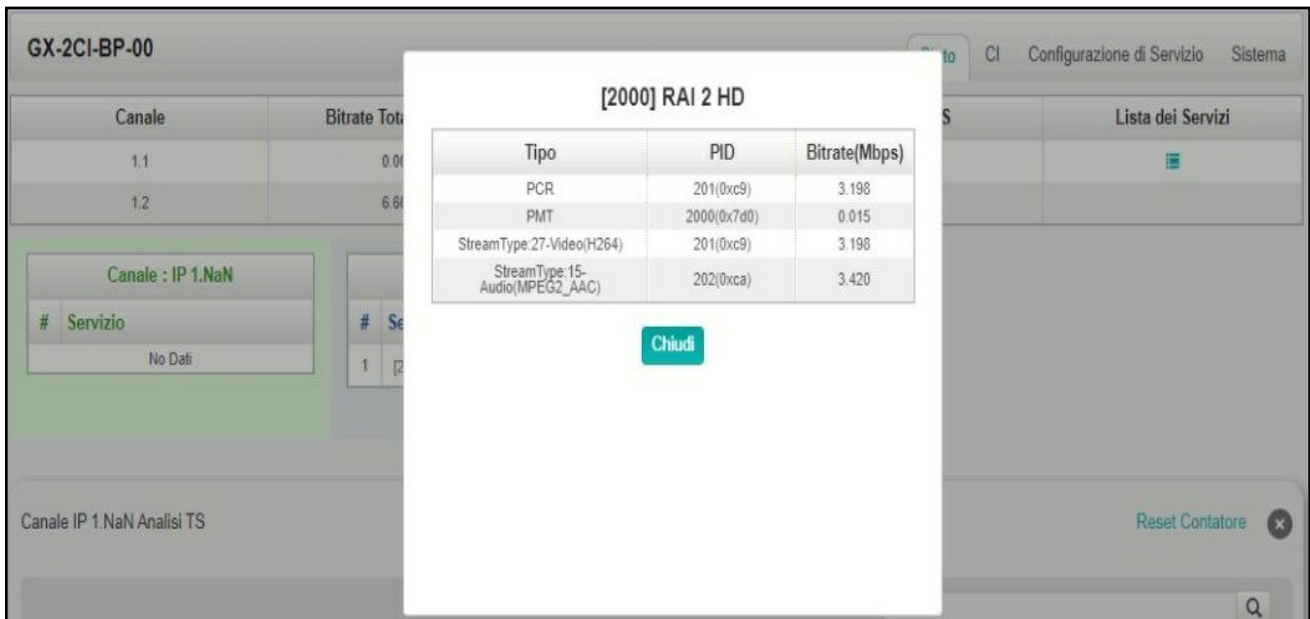 GX-2CI-BP-00
CI Configurazione di Servizio Sistema
[2000] RAI 2 HD
Canale Bitrate Lista dei Servizi
Tipo PID Bitrate(Mbps)
1.1
PCR 201(0xc9) 3.198
1.2
PMT 2000(0x7d0) 0.015
StreamType:27-Video(H264) 201(0xc9) 3.198
StreamType:15-
Audio(MPEG2_AAC) 202(0xca) 3.420
Canale : IP 1.NaN
# Servizio #
No Dati 1
Chiudi
Canale IP 1.NaN Analisi TS Reset Contatore